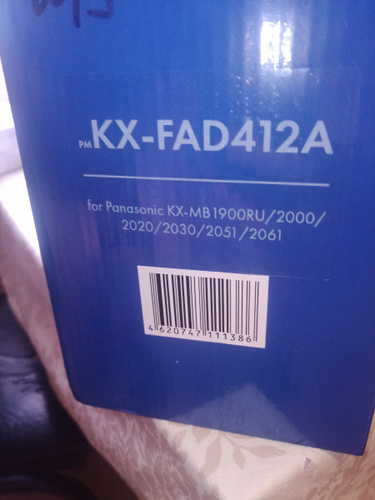 PM KX-FAD412A
for Panasonic KX-MB1900RU/2000/
2020/2030/2051/2061
4 620747 111386